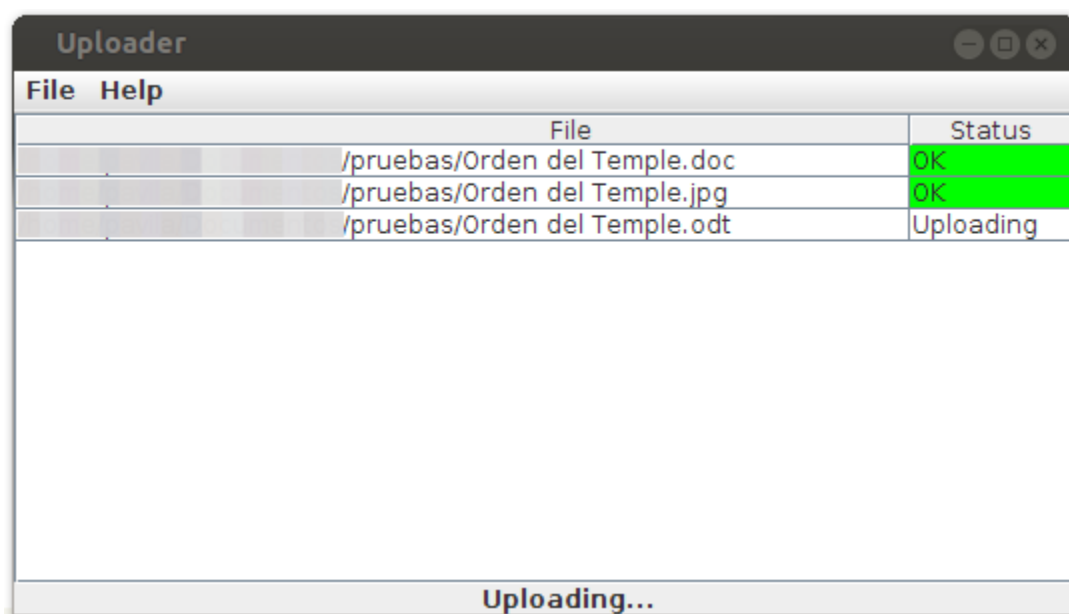 Uploader
File Help
File Status
/pruebas/Orden del Temple.doc OK
/pruebas/Orden del Temple.jpg OK
/pruebas/Orden del Temple.odt Uploading
Uploading...